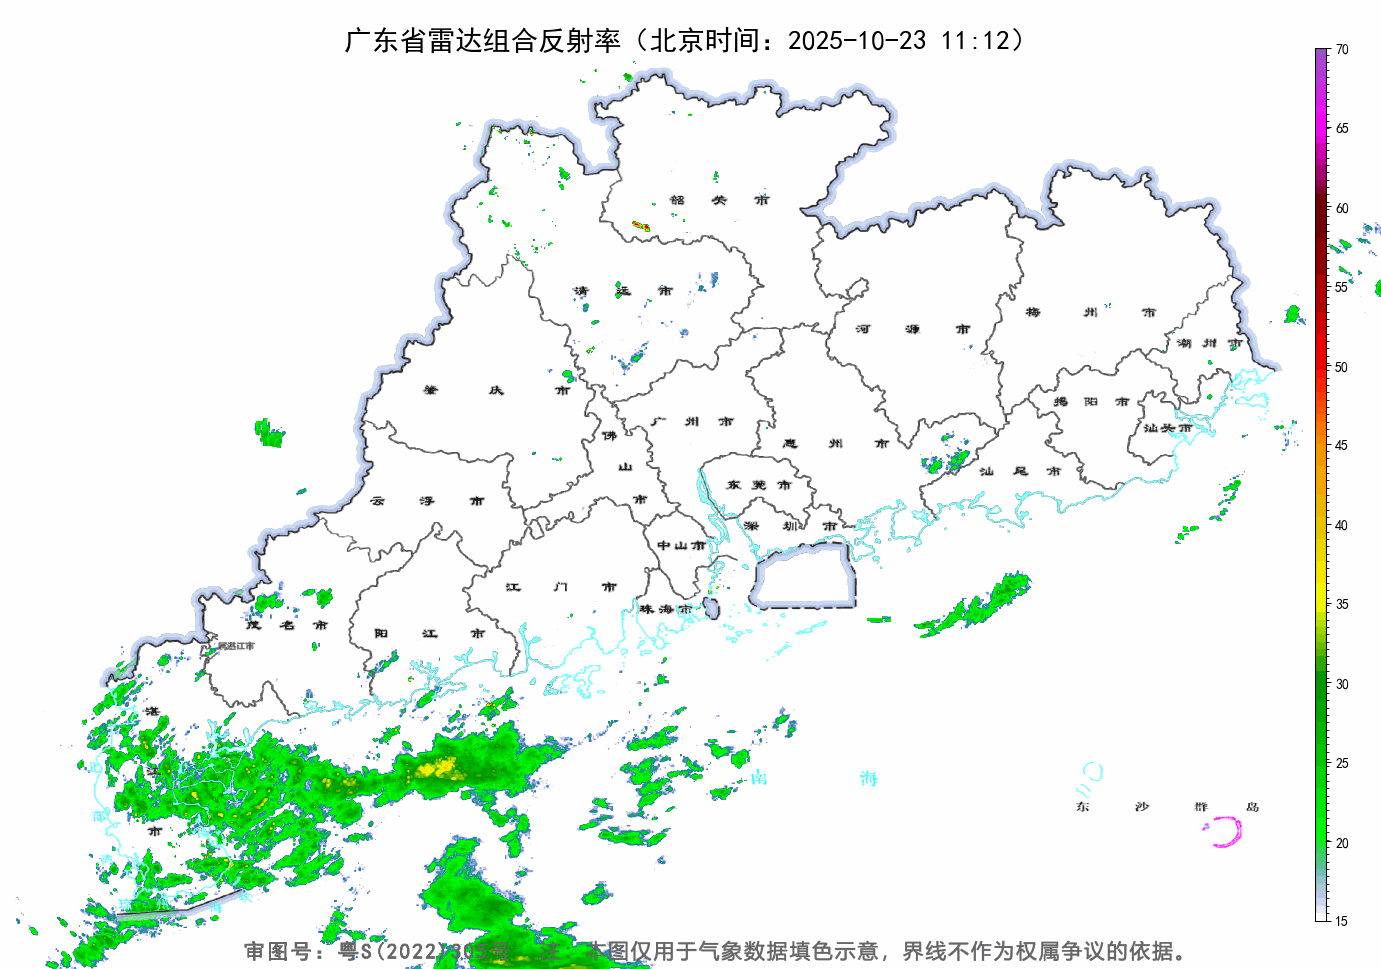 广东省雷达组合反射率（北京时间：2025-10-23 11:12）
70
65
60
55
50
45
40
35
30
25
20
15
韶关市
清远市
河源市
梅州市
潮州市
肇庆市
广州市
佛山市
惠州市
揭阳市
汕头市
汕尾市
云浮市
东莞市
深圳市
中山市
江门市
珠海市
茂名市
阳江市
属湛江市
湛江市
南海
东沙群岛
审图号：粤S(2022)305号 注：本图仅用于气象数据填色示意，界线不作为权属争议的依据。